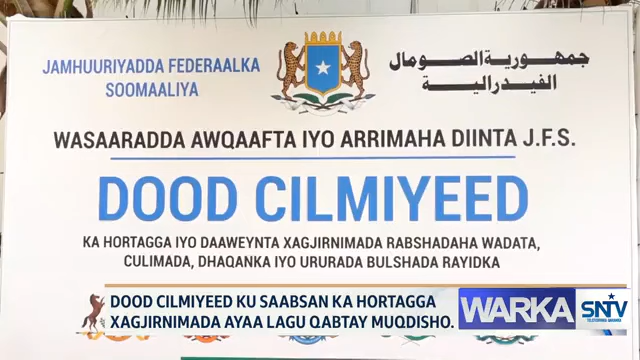 JAMHUURIYADDA FEDERAALKA
SOOMAALIYA
جمهورية الصومال
الفيدرالية
WASAARADDA AWQAAFTA IYO ARRIMAHA DIINTA J.F.S.
DOOD CILMIYEED
KA HORTAGGA IYO DAAWEYNTA XAGJIRNIMADA RABSHADAHA WADATA,
CULIMADA, DHAQANKA IYO URURADA BULSHADA RAYIDKA
DOOD CILMIYEED KU SAABSAN KA HORTAGGA
XAGJIRNIMADA AYAA LAGU QABTAY MUQDISHO.
WARKA
SNTV